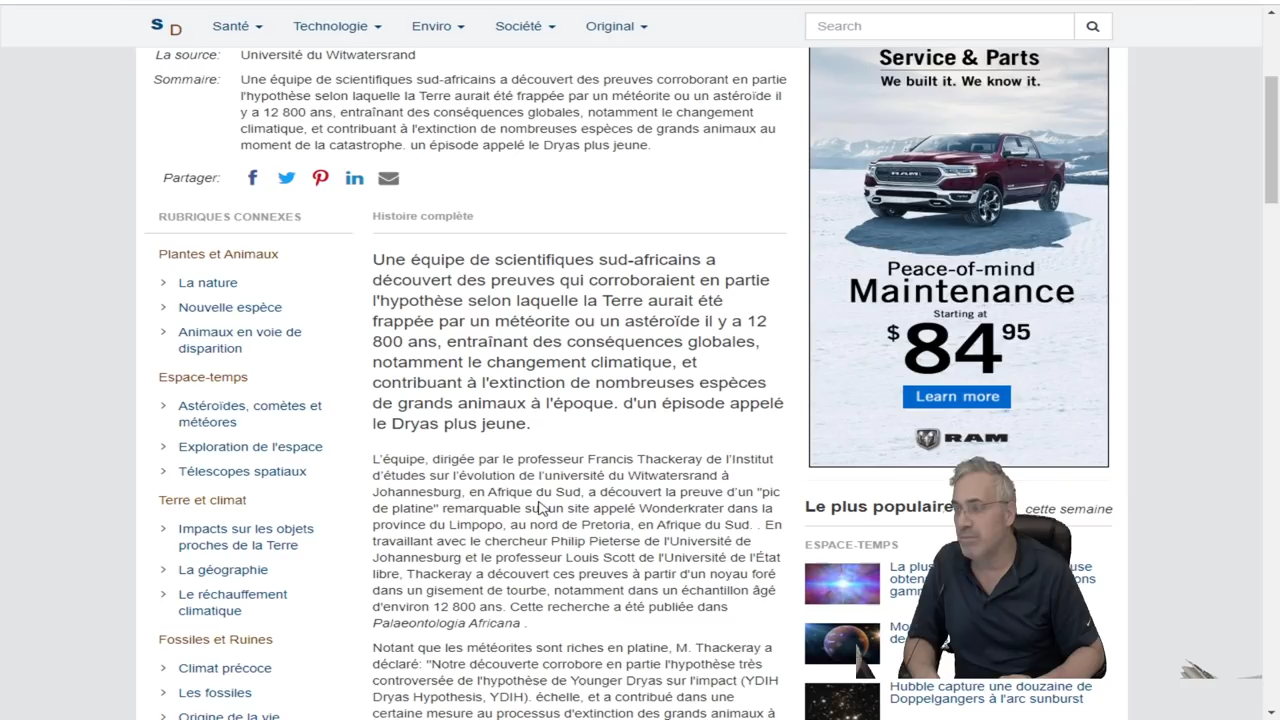 S D
Santé
Technologie
Enviro
Société
Original
Search
La source:
Université du Witwatersrand
Sommaire:
Une équipe de scientifiques sud-africains a découvert des preuves corroborant en partie
l'hypothèse selon laquelle la Terre aurait été frappée par un météorite ou un astéroïde il
y a 12 800 ans, entraînant des conséquences globales, notamment le changement
climatique, et contribuant à l'extinction de nombreuses espèces de grands animaux au
moment de la catastrophe. un épisode appelé le Dryas plus jeune.
Partager:
RUBRIQUES CONNEXES
Plantes et Animaux
La nature
Nouvelle espèce
Animaux en voie de
disparition
Espace-temps
Astéroïdes, comètes et
météores
Exploration de l'espace
Télescopes spatiaux
Terre et climat
Impacts sur les objets
proches de la Terre
La géographie
Le réchauffement
climatique
Fossiles et Ruines
Climat précoce
Les fossiles
Origine de la vie
Histoire complète
Une équipe de scientifiques sud-africains a
découvert des preuves qui corroboraient en partie
l'hypothèse selon laquelle la Terre aurait été
frappée par un météorite ou un astéroïde il y a 12
800 ans, entraînant des conséquences globales,
notamment le changement climatique, et
contribuant à l'extinction de nombreuses espèces
de grands animaux à l'époque. d'un épisode appelé
le Dryas plus jeune.
L'équipe, dirigée par le professeur Francis Thackeray de l'Institut
d'études sur l'évolution de l'université du Witwatersrand à
Johannesburg, en Afrique du Sud, a découvert la preuve d'un "pic
de platine" remarquable sur un site appelé Wonderkrater dans la
province du Limpopo, au nord de Pretoria, en Afrique du Sud. . En
travaillant avec le chercheur Philip Pieterse de l'Université de
Johannesburg et le professeur Louis Scott de l'Université de l'État
libre, Thackeray a découvert ces preuves à partir d'un noyau foré
dans un gisement de tourbe, notamment dans un échantillon âgé
d'environ 12 800 ans. Cette recherche a été publiée dans
Palaeontologia Africana .
Notant que les météorites sont riches en platine, M. Thackeray a
déclaré: "Notre découverte corrobore en partie l'hypothèse très
controversée de l'hypothèse de Younger Dryas sur l'impact (YDIH
Dryas Hypothesis, YDIH). échelle, et a contribué dans une
certaine mesure au processus d'extinction des grands animaux à
Service & Parts
We built it. We know it.
RAM
Peace-of-mind
Maintenance
Starting at
$84 95
Learn more
RAM
Le plus populaire
cette semaine
ESPACE-TEMPS
La plus
obten
gamm
Mo
de
Hubble capture une douzaine de
Doppelgangers à l'arc sunburst